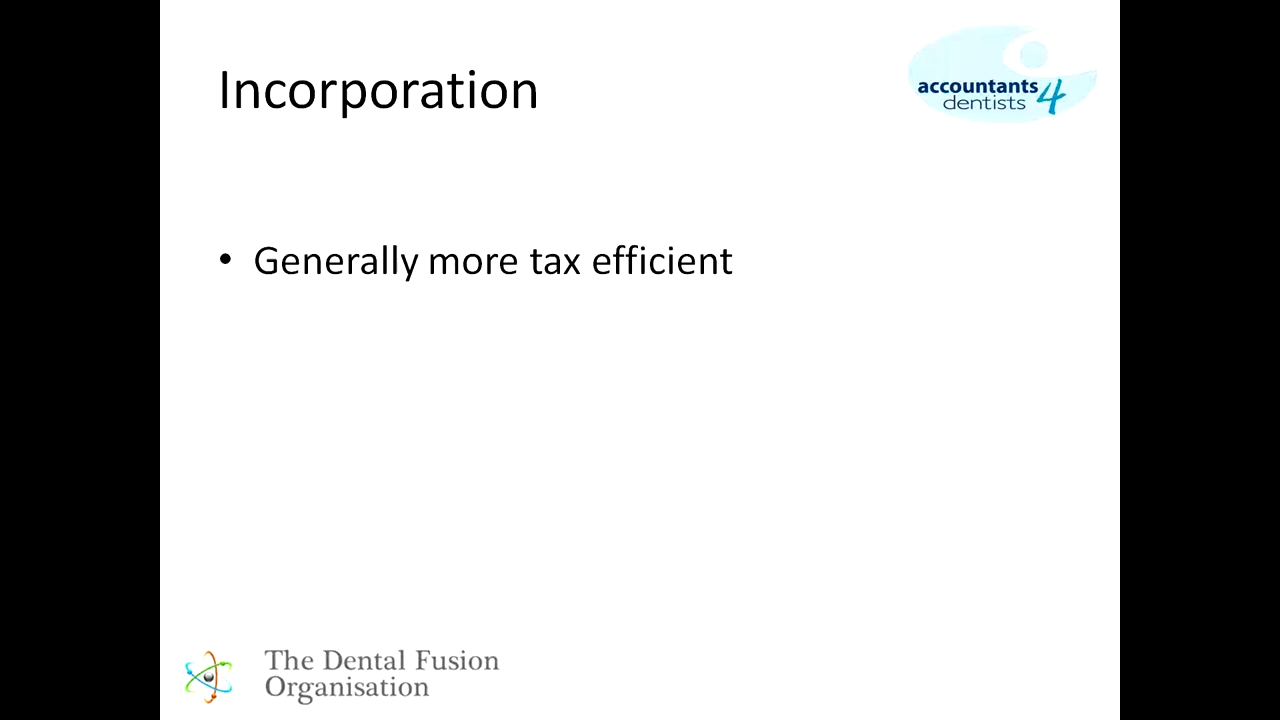 Incorporation
accountants 4
dentists
• Generally more tax efficient
The Dental Fusion
Organisation